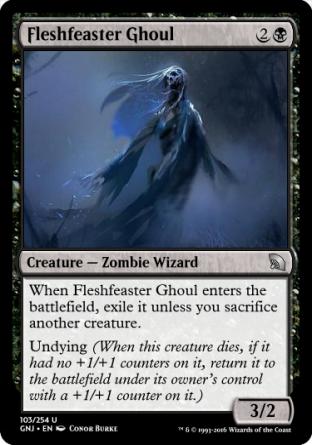 Fleshfeaster Ghoul 2
Creature — Zombie Wizard
When Fleshfeaster Ghoul enters the
battlefield, exile it unless you sacrifice
another creature.
Undying (When this creature dies, if it
had no +1/+1 counters on it, return it to
the battlefield under its owner's control
with a +1/+1 counter on it.)
3/2
103/254 U
GNJ • EN CONOR BURKE ™ & © 1993-2016 Wizards of the Coast